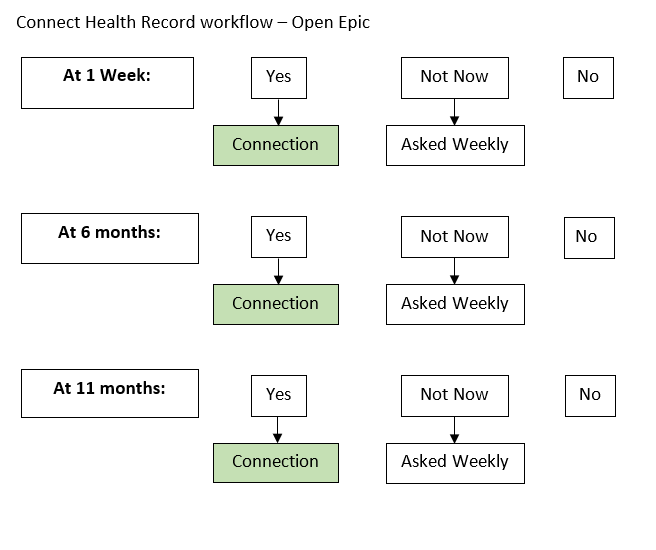 Connect Health Record workflow – Open Epic
At 1 Week:
Yes
Not Now
No
Connection
Asked Weekly
At 6 months:
Yes
Not Now
No
Connection
Asked Weekly
At 11 months:
Yes
Not Now
No
Connection
Asked Weekly